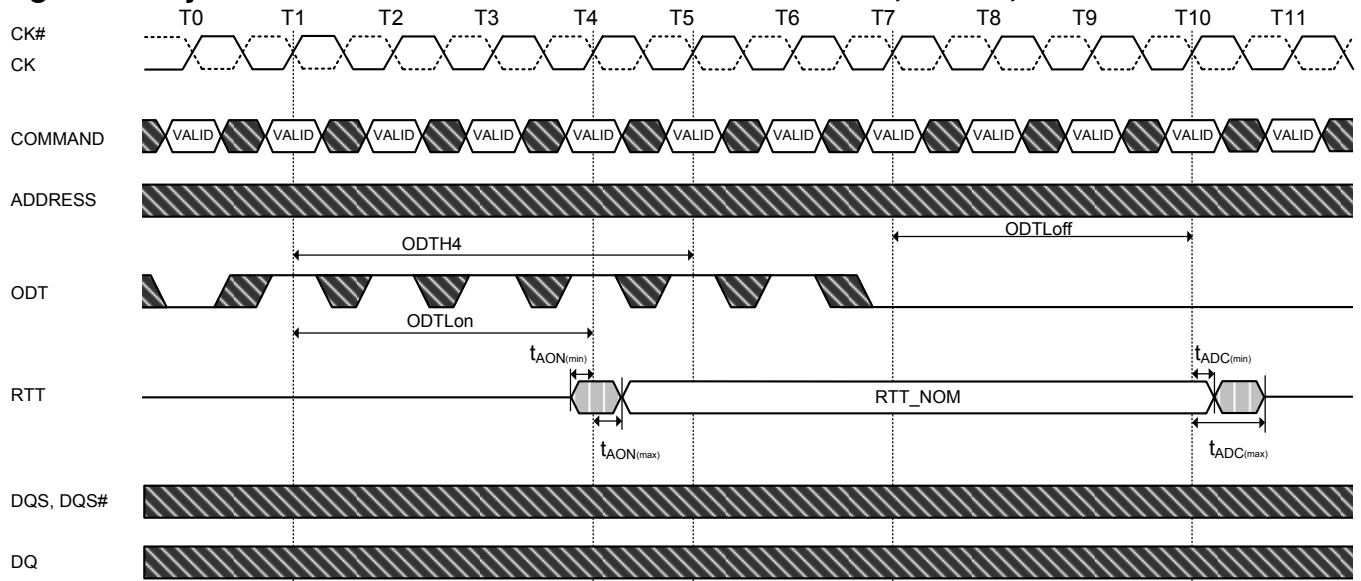 T0 T1 T2 T3 T4 T5 T6 T7 T8 T9 T10 T11
CK#
CK
COMMAND VALID VALID VALID VALID VALID VALID VALID VALID VALID VALID VALID VALID
ADDRESS
ODTLoff
ODTH4
ODT
ODTLon
tAON(min) tADC(min)
RTT RTT_NOM
tAON(max) tADC(max)
DQS, DQS#
DQ